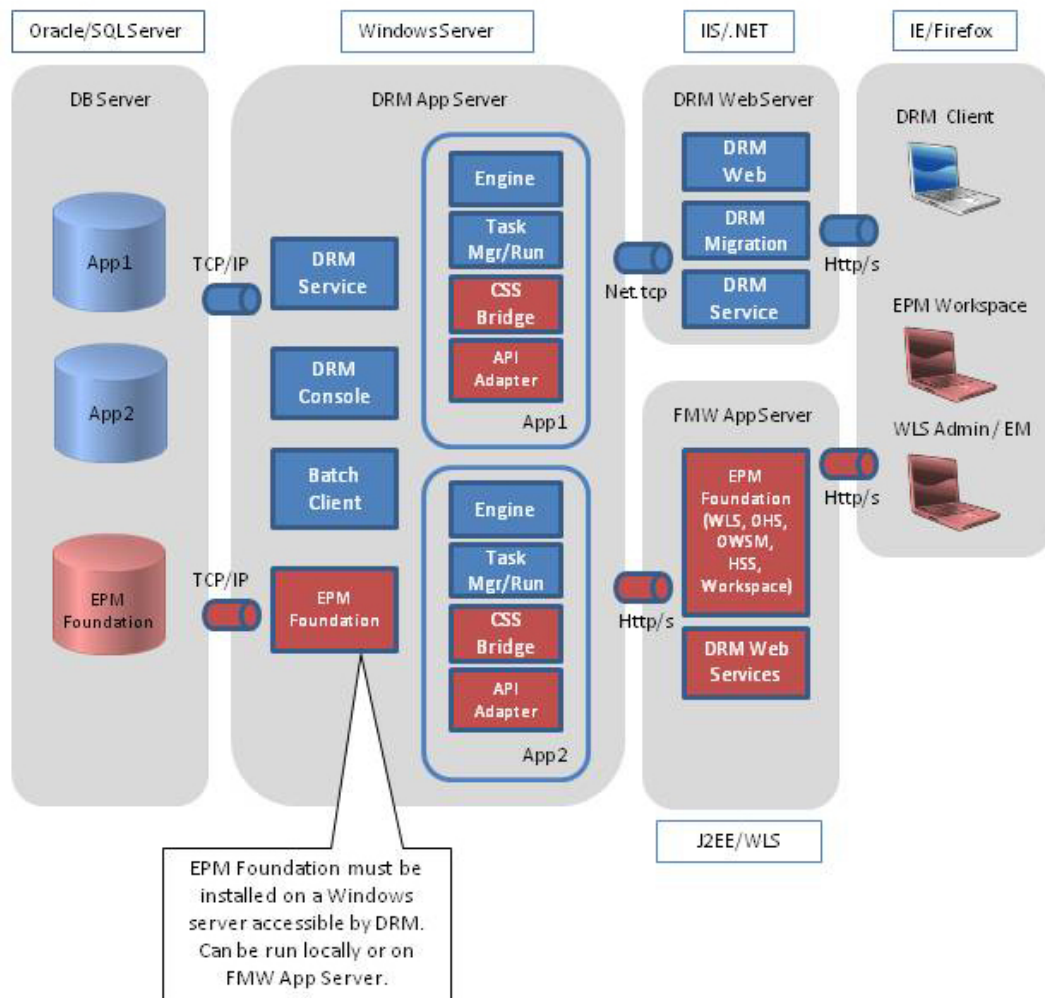 Oracle/SQLServer
WindowsServer
IIS/.NET
IE/Firefox
DB Server
App1
App2
EPM
Foundation
TCP/IP
TCP/IP
DRM App Server
DRM
Service
DRM
Console
Batch
Client
EPM
Foundation
Engine
Task
Mgr/Run
CSS
Bridge
API
Adapter
App1
Engine
Task
Mgr/Run
CSS
Bridge
API
Adapter
App2
Net.tcp
Http/s
DRM WebServer
DRM
Web
DRM
Migration
DRM
Service
FMW AppServer
EPM
Foundation
(WLS, OHS,
OWSM,
HSS,
Workspace)
DRM Web
Services
J2EE/WLS
Http/s
Http/s
DRM Client
EPM Workspace
WLS Admin / EM
EPM Foundation must be
installed on a Windows
server accessible by DRM.
Can be run locally or on
FMW App Server.